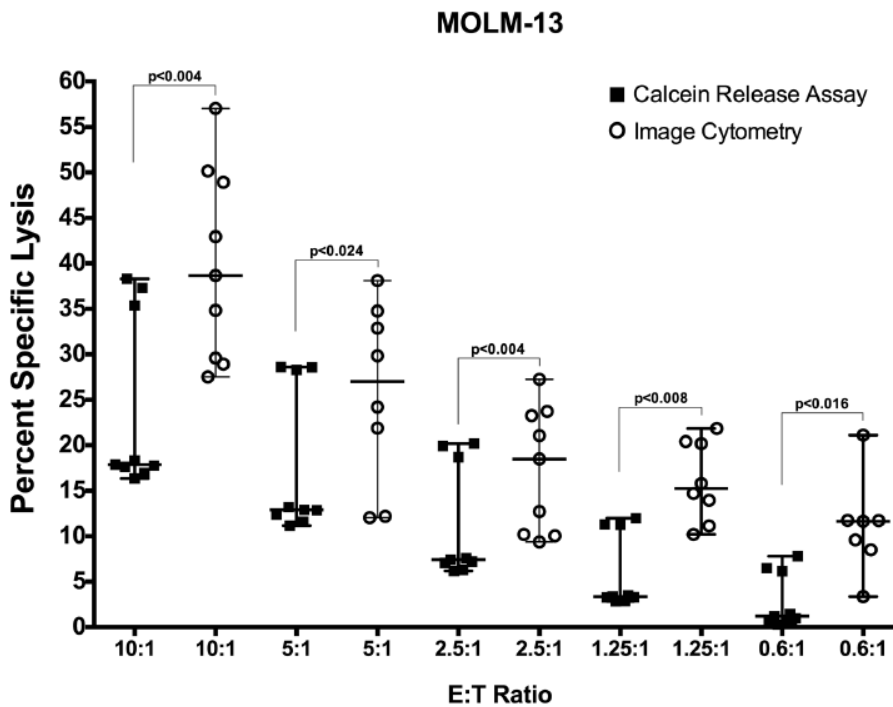 MOLM-13
Percent Specific Lysis
60
55
50
45
40
35
30
25
20
15
10
5
0
p<0.004
p<0.024
p<0.004
p<0.008
p<0.016
Calcein Release Assay
Image Cytometry
10:1 10:1 5:1 5:1 2.5:1 2.5:1 1.25:1 1.25:1 0.6:1 0.6:1
E:T Ratio